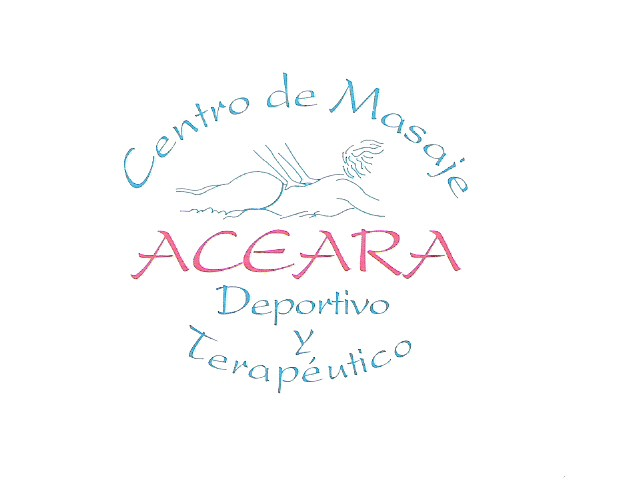 Centro de Masaje
ACEARA
Deportivo
y
Terapéutico